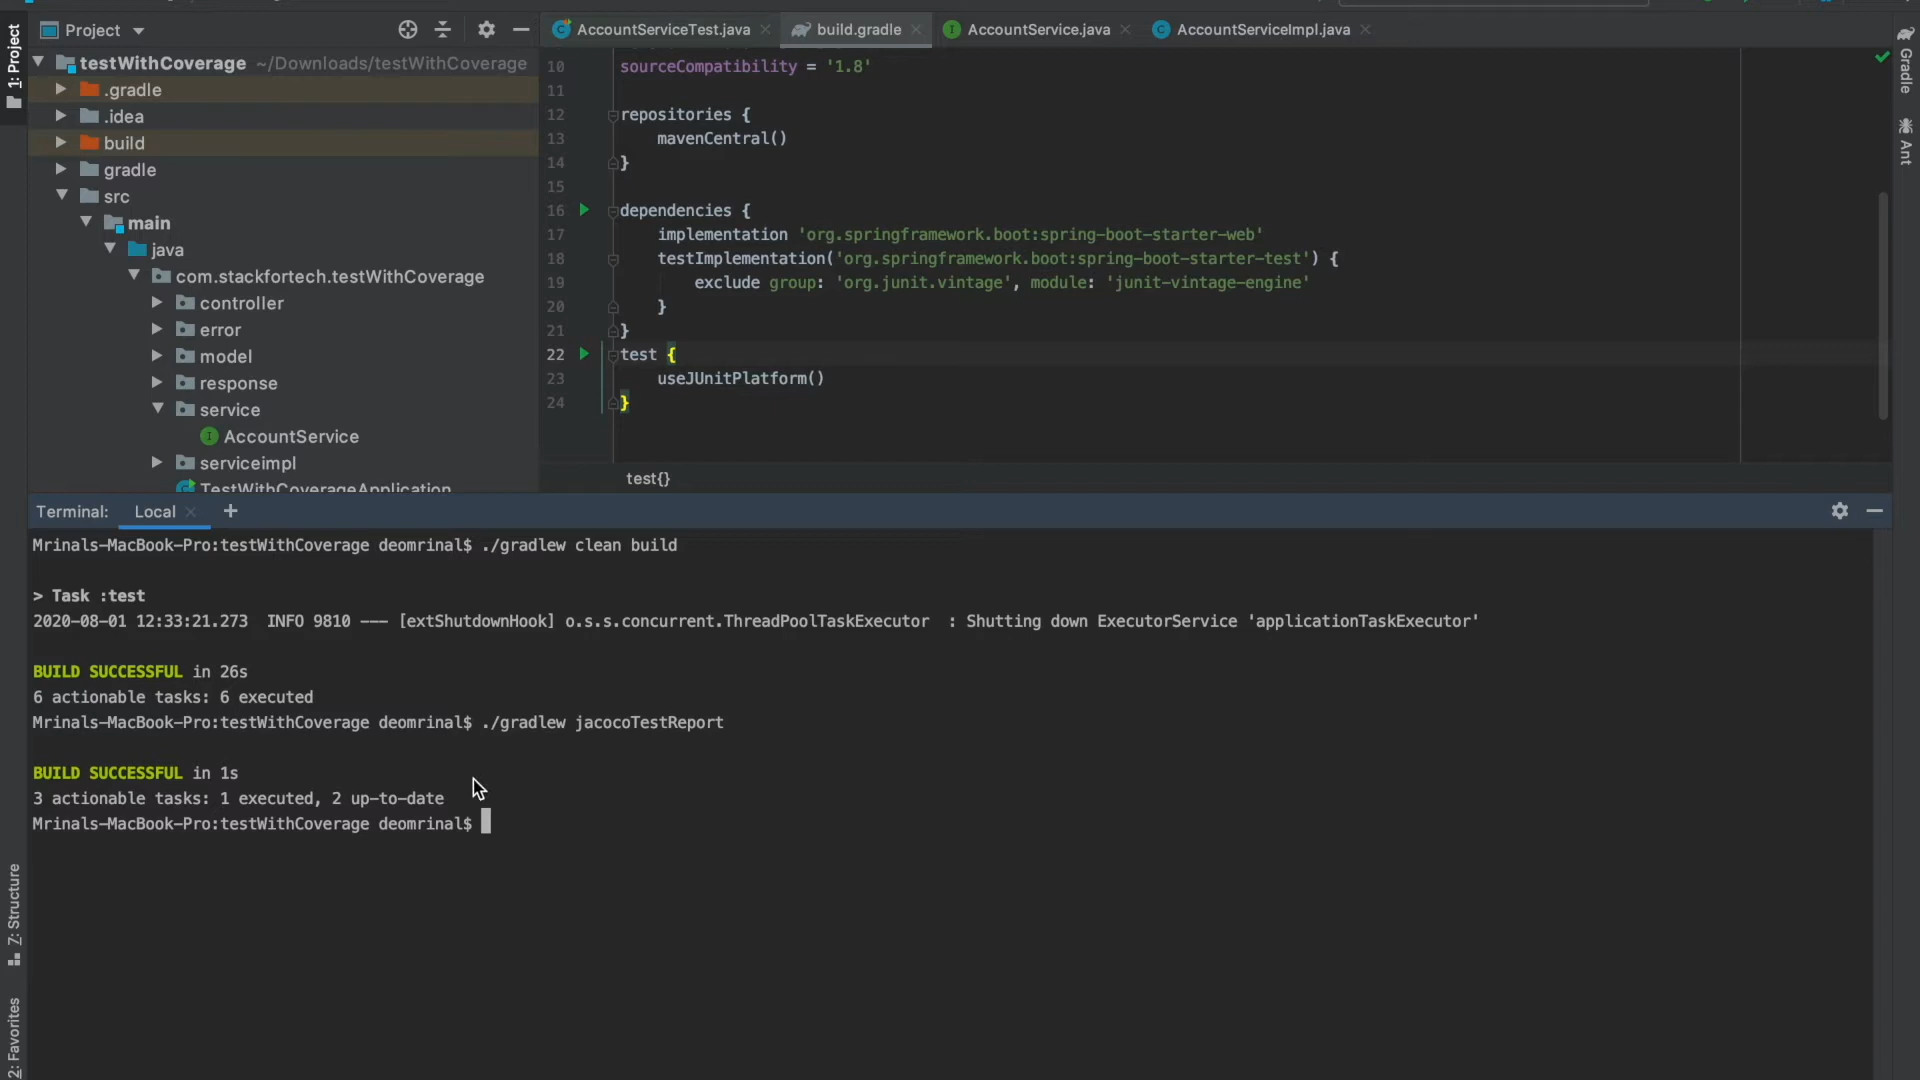 1: Project
Project
testWithCoverage ~/Downloads/testWithCoverage
.gradle
.idea
build
gradle
src
main
java
com.stackfortech.testWithCoverage
controller
error
model
response
service
AccountService
serviceimpl
TestWithCoverageApplication
AccountServiceTest.java
build.gradle
AccountService.java
AccountServiceImpl.java
10 sourceCompatibility = '1.8'
11
12 repositories {
13 mavenCentral()
14 }
15
16 dependencies {
17 implementation 'org.springframework.boot:spring-boot-starter-web'
18 testImplementation('org.springframework.boot:spring-boot-starter-test') {
19 exclude group: 'org.junit.vintage', module: 'junit-vintage-engine'
20 }
21 }
22 test {
23 useJUnitPlatform()
24 }
test{}
Gradle
Ant
Terminal: Local +
Mrinals-MacBook-Pro:testWithCoverage deomrinal$ ./gradlew clean build
> Task :test
2020-08-01 12:33:21.273  INFO 9810 --- [extShutdownHook] o.s.s.concurrent.ThreadPoolTaskExecutor  : Shutting down ExecutorService 'applicationTaskExecutor'
BUILD SUCCESSFUL in 26s
6 actionable tasks: 6 executed
Mrinals-MacBook-Pro:testWithCoverage deomrinal$ ./gradlew jacocoTestReport
BUILD SUCCESSFUL in 1s
3 actionable tasks: 1 executed, 2 up-to-date
Mrinals-MacBook-Pro:testWithCoverage deomrinal$
7: Structure
2: Favorites